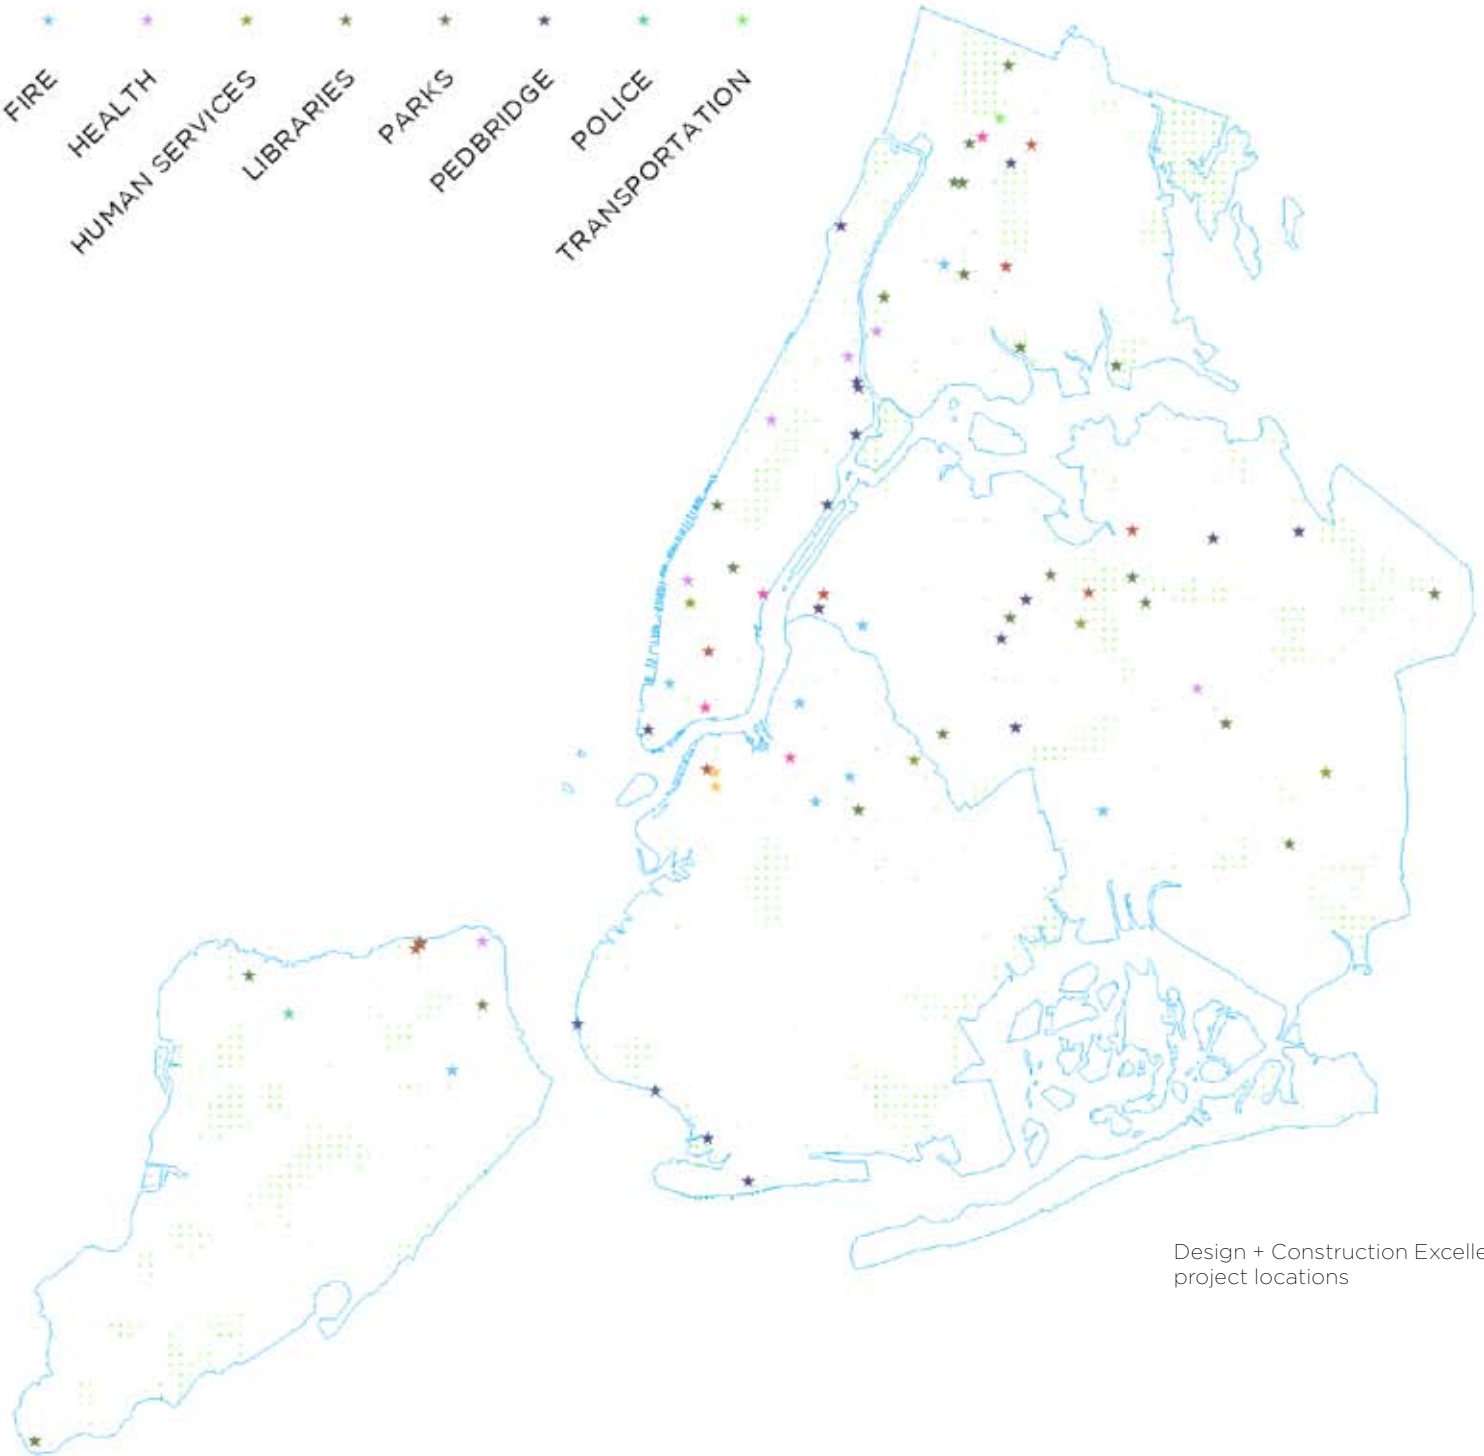 FIRE
HEALTH
HUMAN SERVICES
LIBRARIES
PARKS
PEDBRIDGE
POLICE
TRANSPORTATION
Design + Construction Excelle
project locations